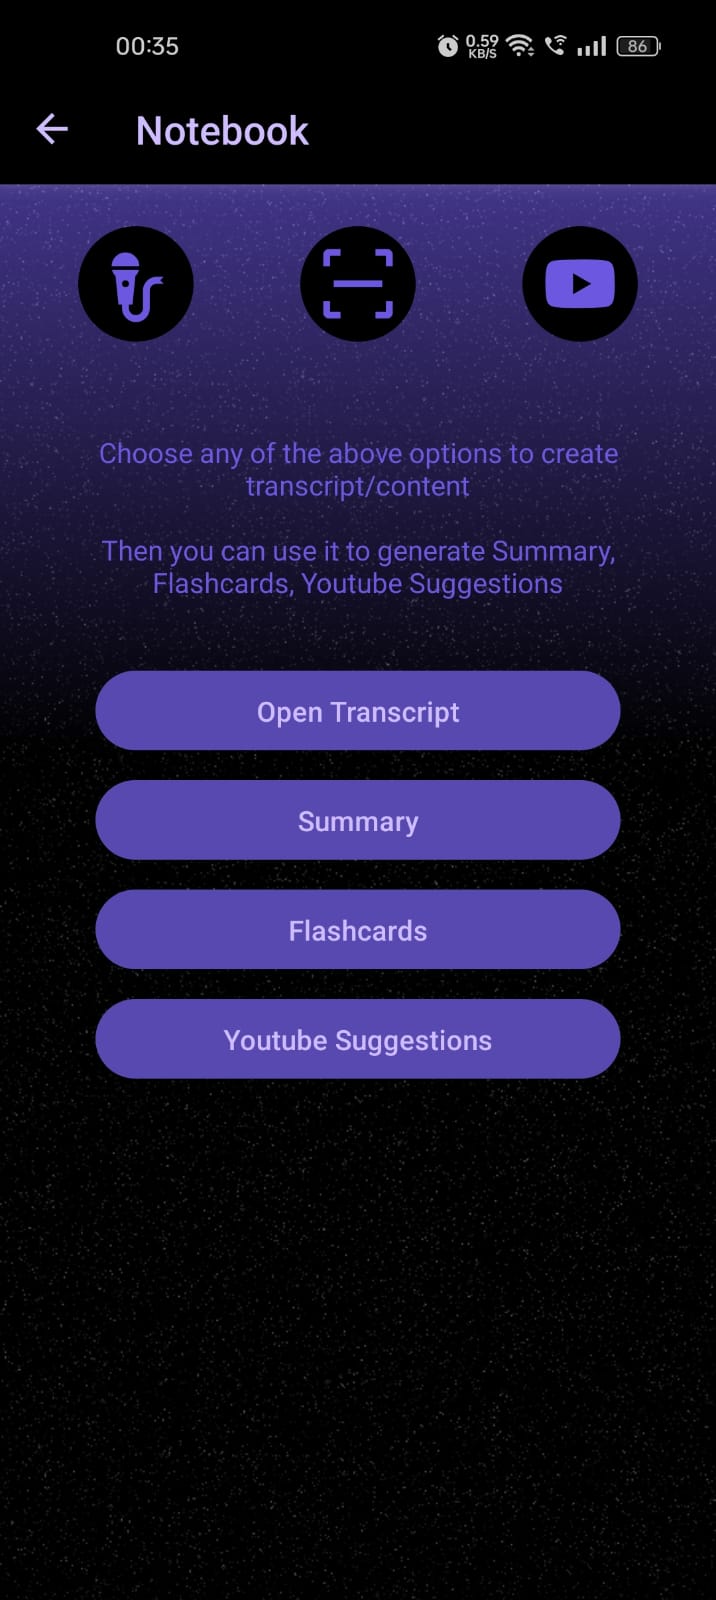 00:35
0.59
KB/S
86
Notebook
Choose any of the above options to create
transcript/content
Then you can use it to generate Summary,
Flashcards, Youtube Suggestions
Open Transcript
Summary
Flashcards
Youtube Suggestions